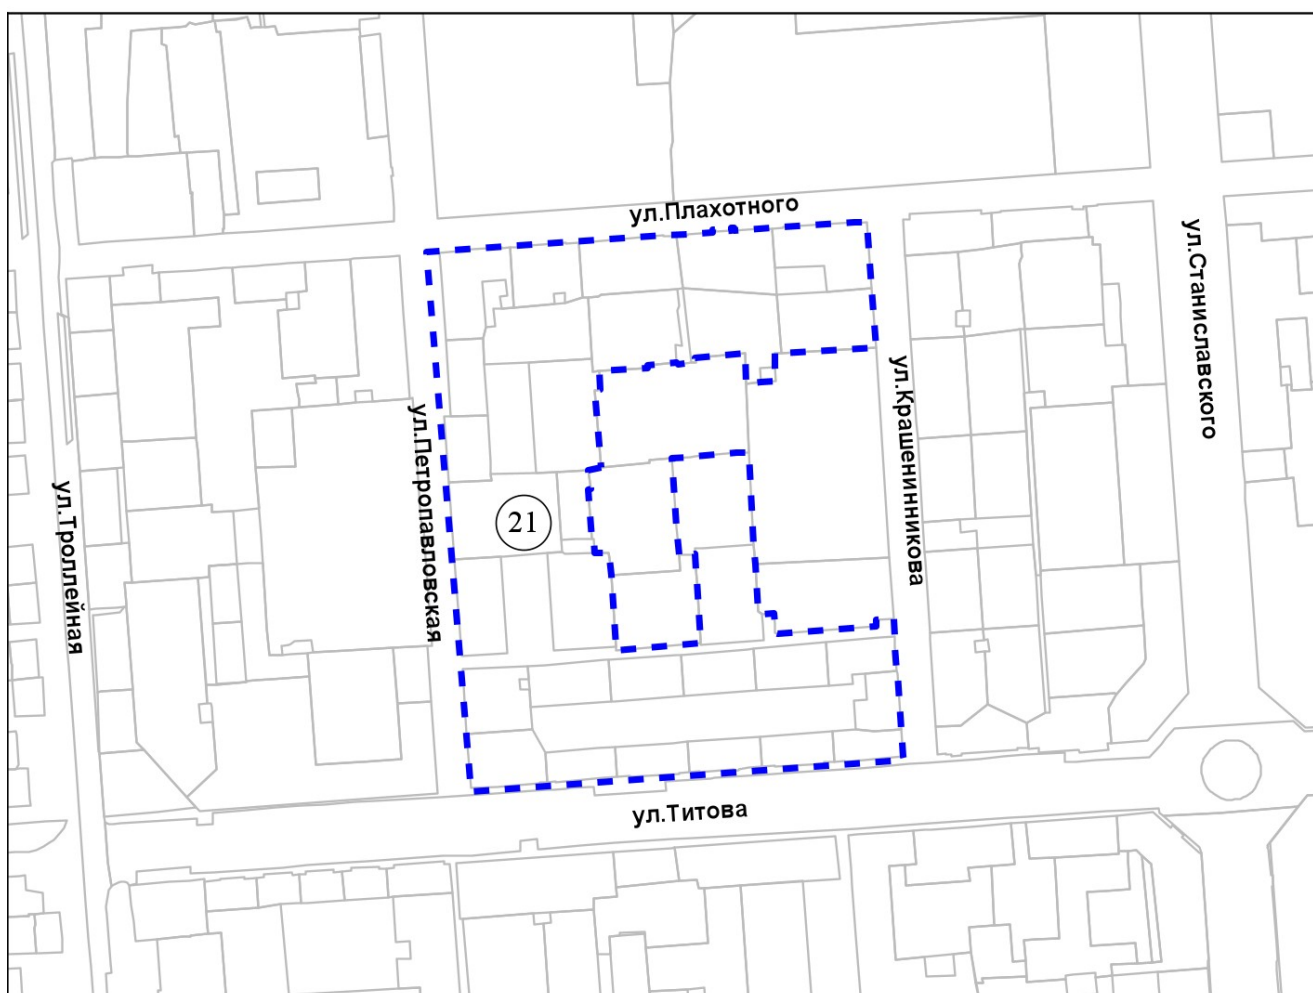 ул.Плахотного
ул.Станиславского
ул.Крашенинникова
ул.Петропавловская
ул.Троллейная
21
ул.Титова